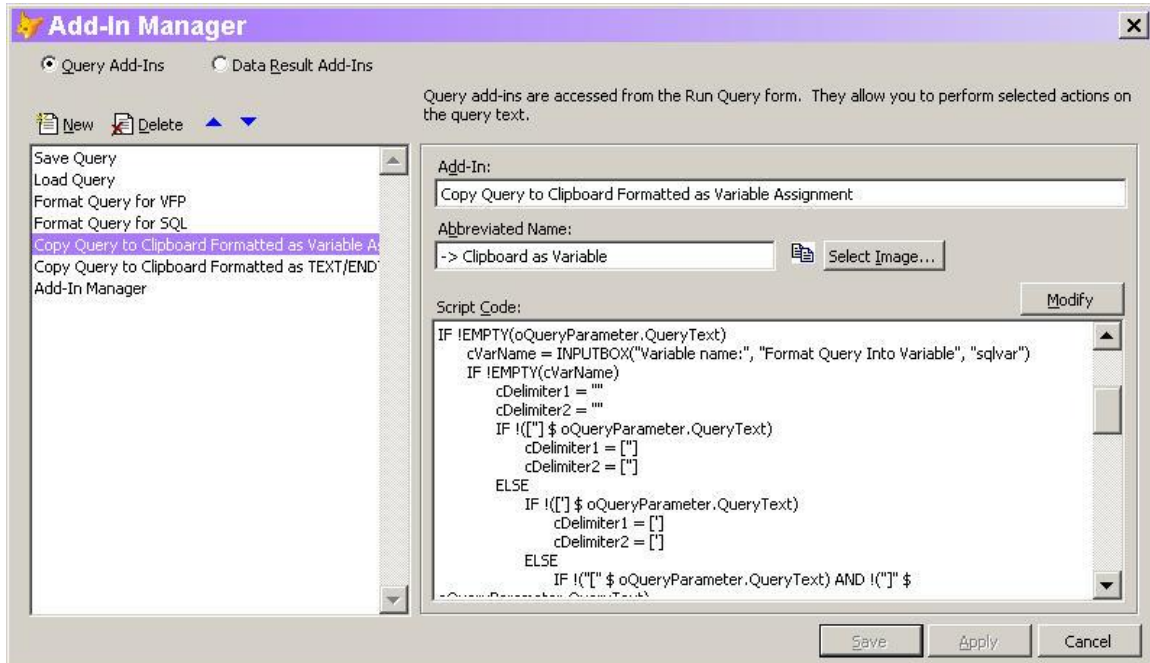 Add-In Manager
Query Add-Ins
Data Result Add-Ins
Query add-ins are accessed from the Run Query form. They allow you to perform selected actions on
the query text.
New
Delete
Save Query
Load Query
Format Query for VFP
Format Query for SQL
Copy Query to Clipboard Formatted as Variable A
Copy Query to Clipboard Formatted as TEXT/END
Add-In Manager
Add-In:
Copy Query to Clipboard Formatted as Variable Assignment
Abbreviated Name:
-> Clipboard as Variable
Select Image...
Modify
Script Code:
IF !EMPTY(oQueryParameter.QueryText)
cVarName = INPUTBOX("Variable name:", "Format Query Into Variable", "sqlvar")
IF !EMPTY(cVarName)
cDelimiter1 = ""
cDelimiter2 = ""
IF !(["] $ oQueryParameter.QueryText)
cDelimiter1 = ["]
cDelimiter2 = ["]
ELSE
IF !(['] $ oQueryParameter.QueryText)
cDelimiter1 = [']
cDelimiter2 = [']
ELSE
IF !("[" $ oQueryParameter.QueryText) AND !("]" $
oQueryParameter.QueryText)
Save
Apply
Cancel